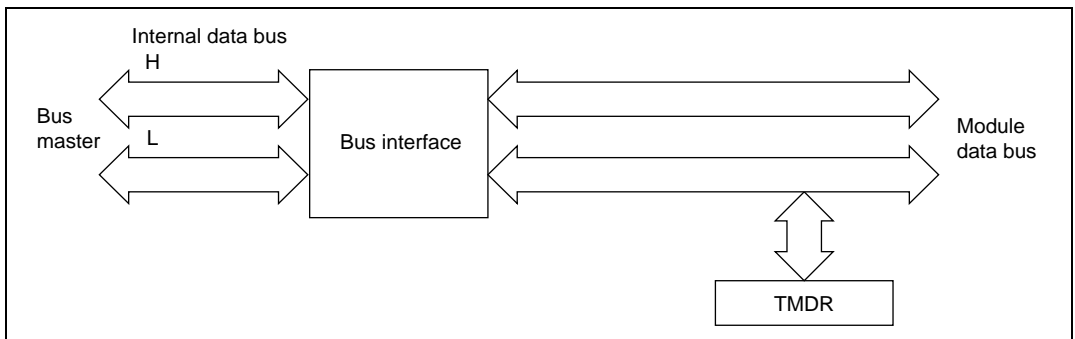 Internal data bus
H
Bus
master
L
Bus interface
Module
data bus
TMDR